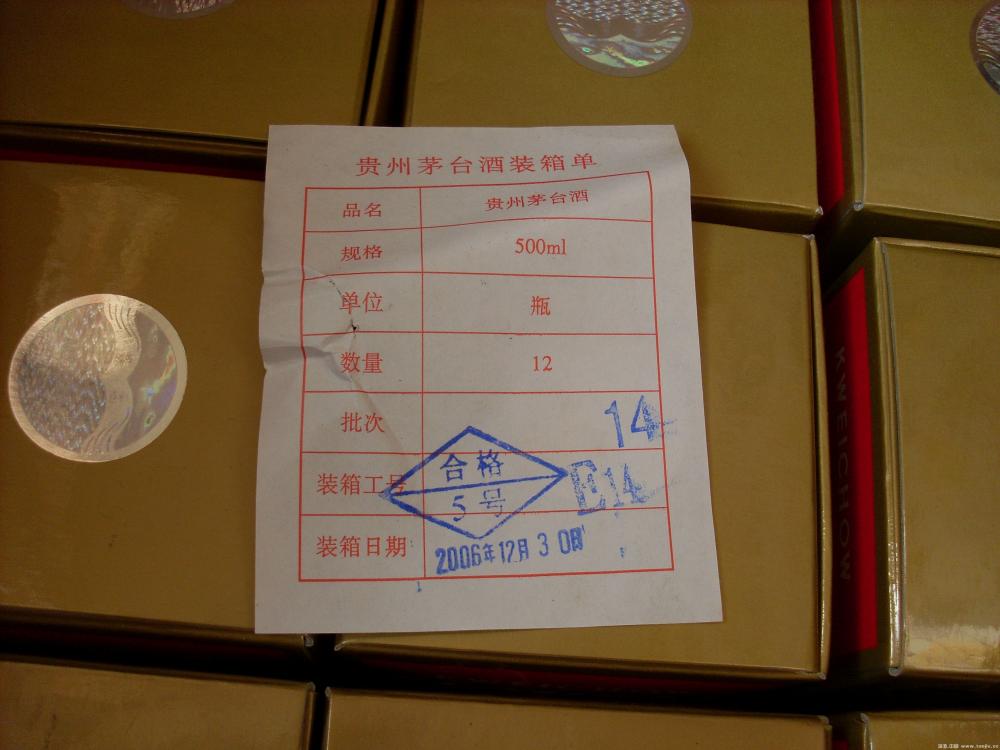 贵州茅台酒装箱单
品名 贵州茅台酒
规格 500ml
单位 瓶
数量 12
批次 14
合格
装箱工号 E14
5号
装箱日期 2006年12月30日
KWEICHOW